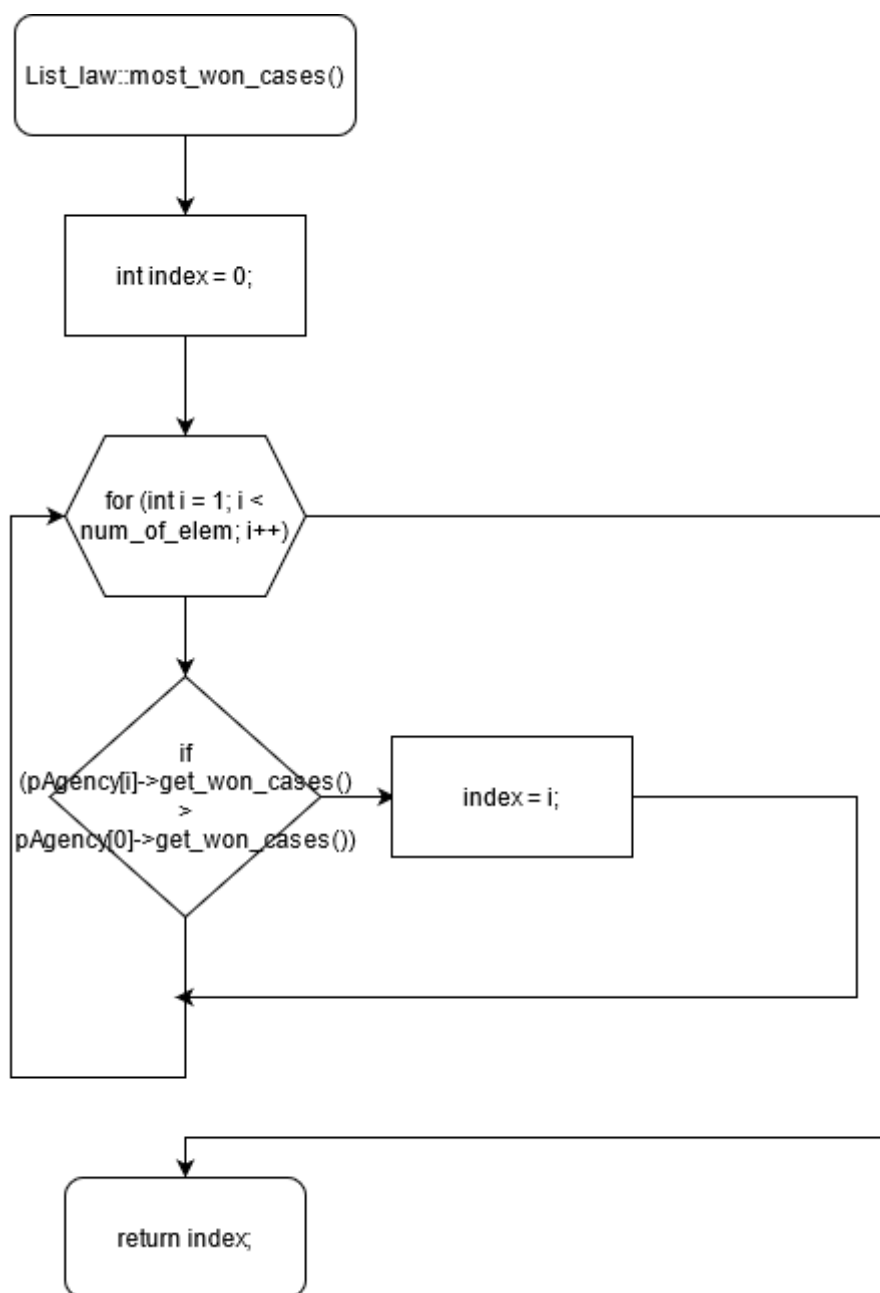 List_law::most_won_cases()
int index = 0;
for (int i = 1; i <
num_of_elem; i++)
if
(pAgency[i]->get_won_cases()
>
pAgency[0]->get_won_cases())
index = i;
return index;